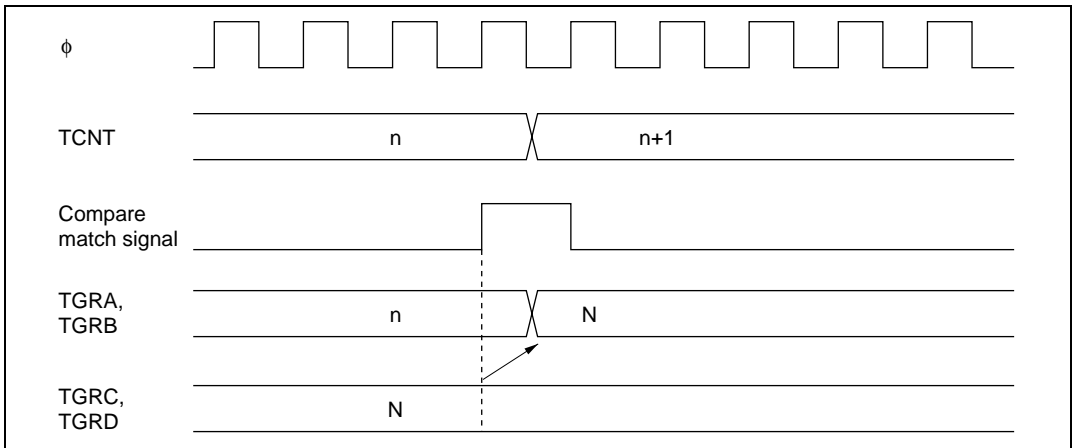 ϕ
TCNT n n+1
Compare
match signal
TGRA,
TGRB n N
TGRC,
TGRD N